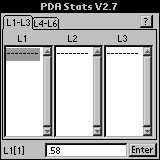 PDA Stats V2.7
L1-L3 L4-L6 ?
L1 L2 L3
------ ------ ------
L1[1] .58 Enter